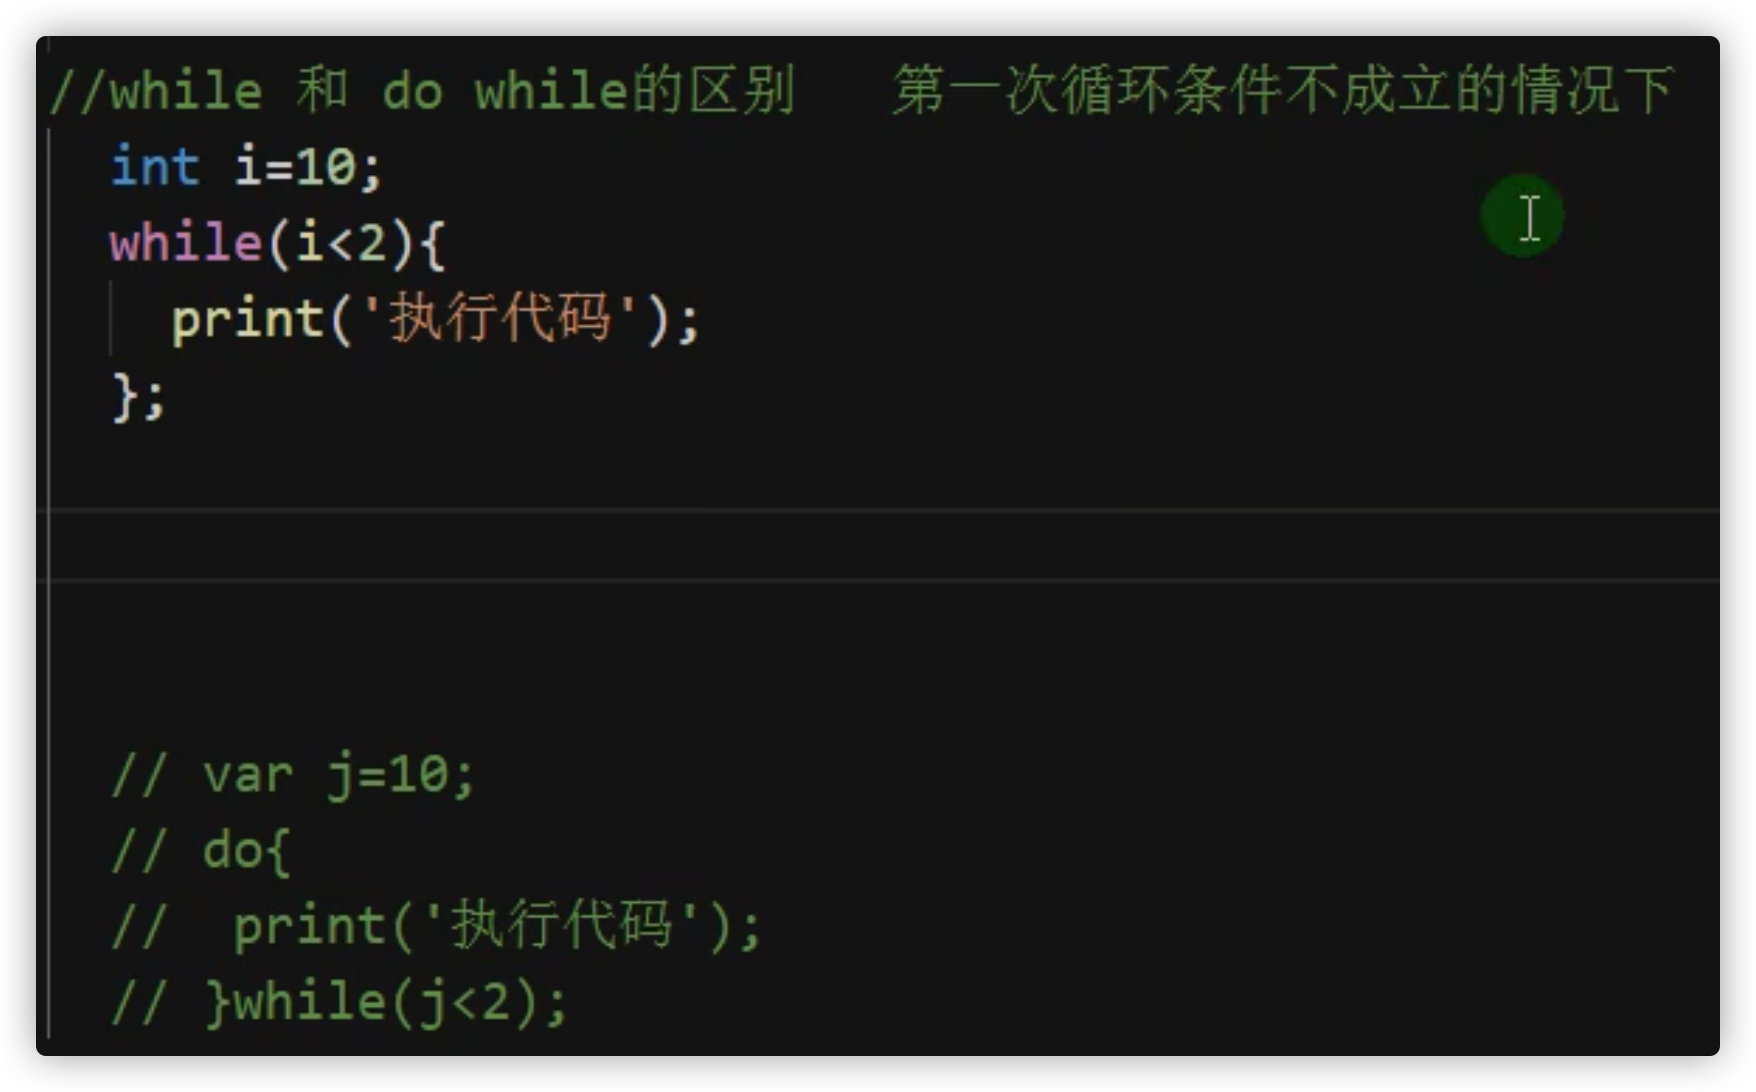 //while 和 do while的区别   第一次循环条件不成立的情况下
int i=10;
while(i<2){
print('执行代码');
};
// var j=10;
// do{
//  print('执行代码');
// }while(j<2);